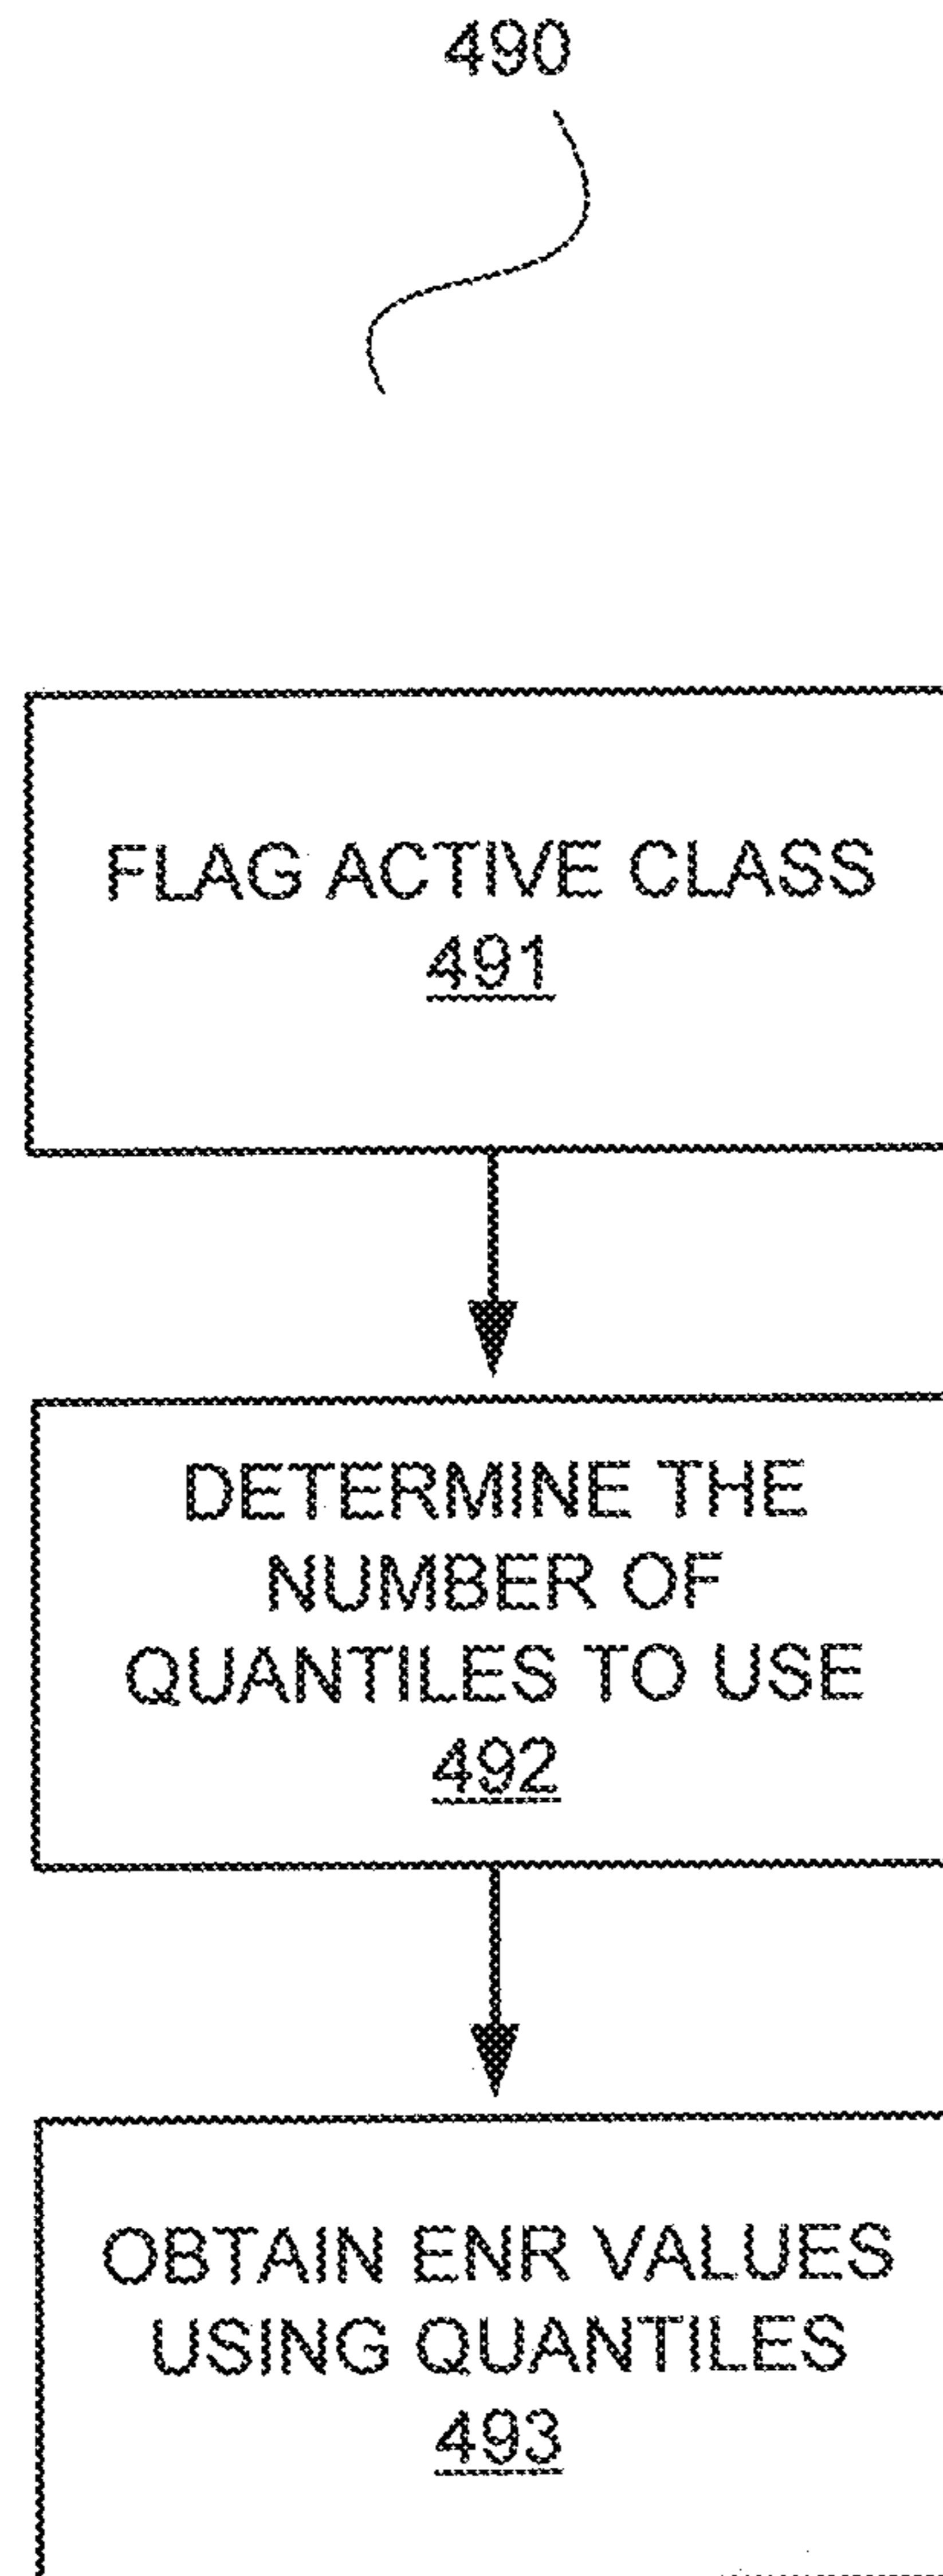 490
FLAG ACTIVE CLASS
491
DETERMINE THE
NUMBER OF
QUANTILES TO USE
492
OBTAIN ENR VALUES
USING QUANTILES
493